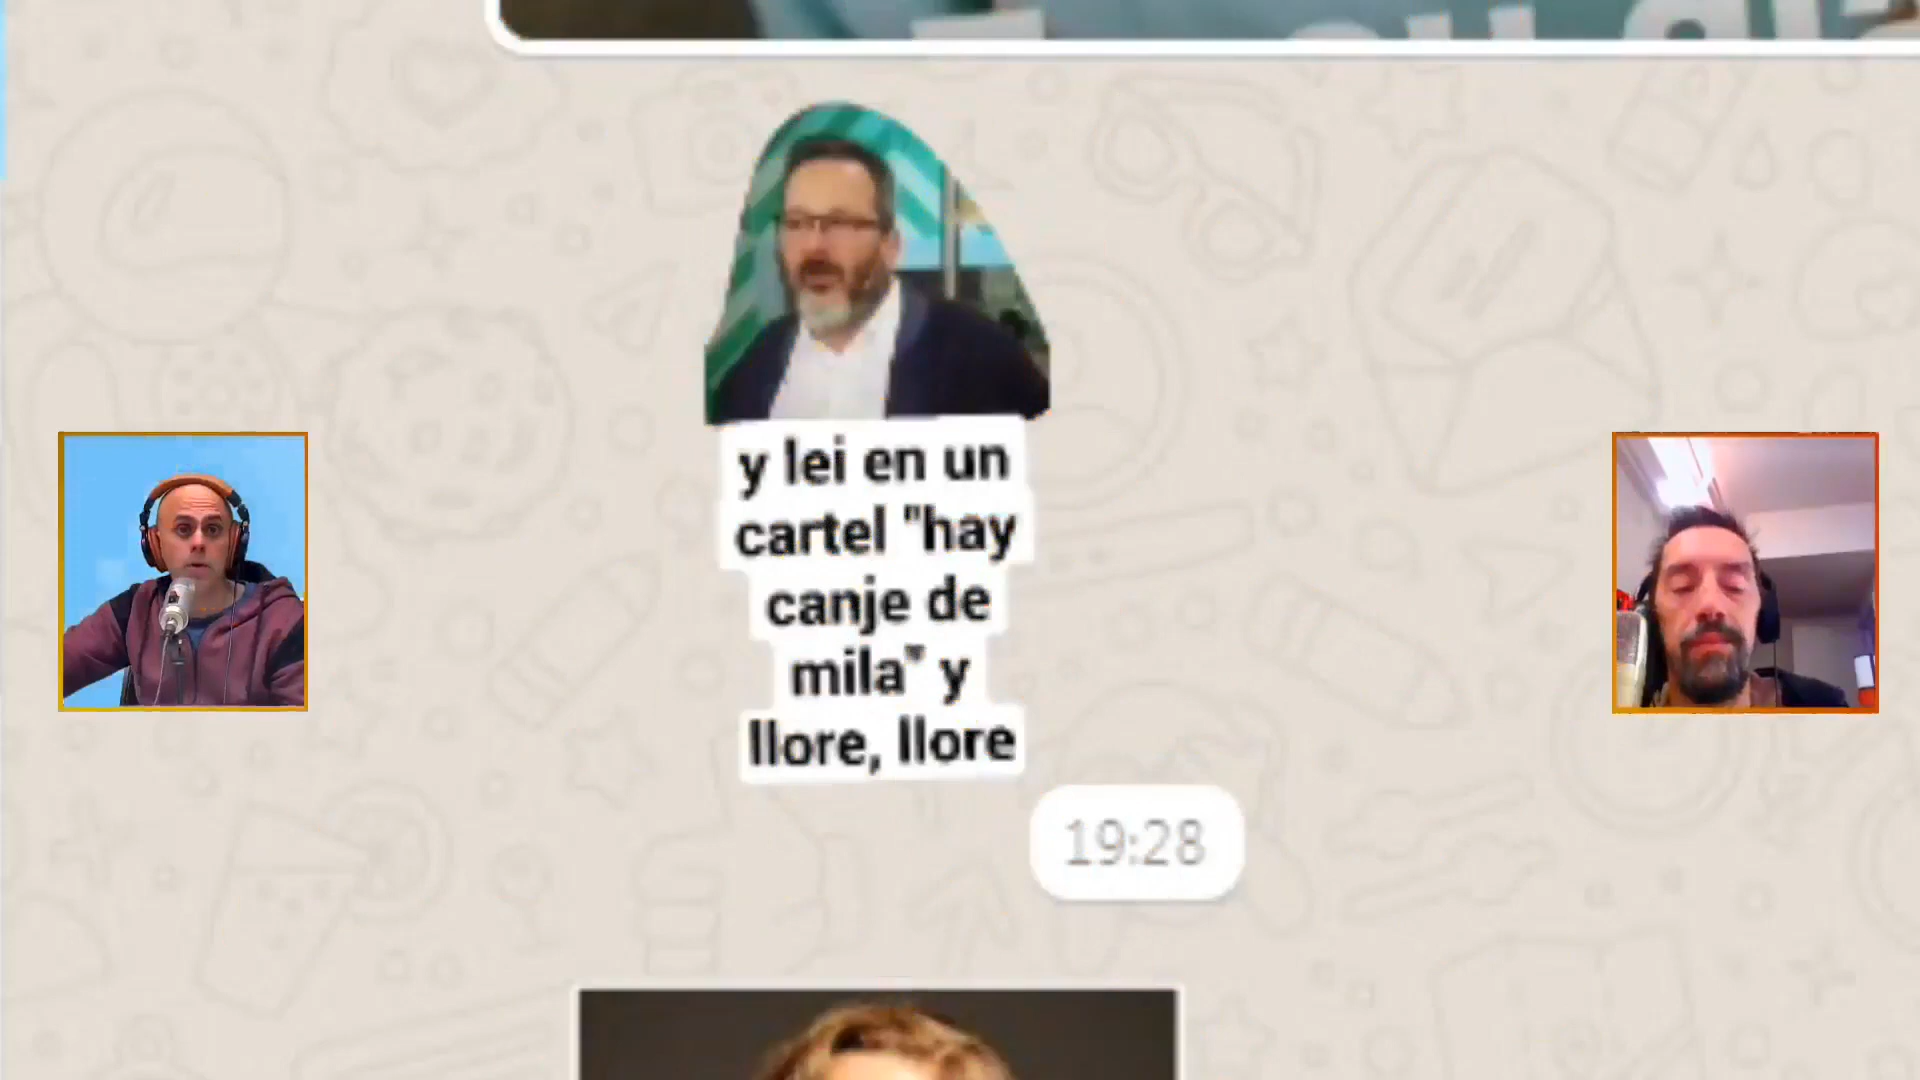 y lei en un
cartel "hay
canje de
mila" y
llore, llore
19:28